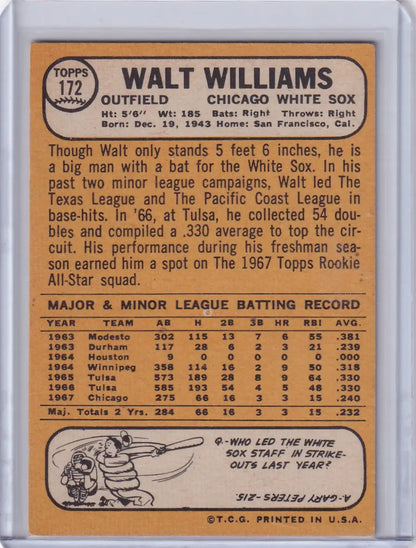 TOPPS
172
WALT WILLIAMS
OUTFIELD CHICAGO WHITE SOX
Ht: 5'6" Wt: 185 Bats: Right Throws: Right
Born: Dec. 19, 1943 Home: San Francisco, Cal.
Though Walt only stands 5 feet 6 inches, he is
a big man with a bat for the White Sox. In his
past two minor league campaigns, Walt led The
Texas League and The Pacific Coast League in
base-hits. In '66, at Tulsa, he collected 54 dou-
bles and compiled a .330 average to top the cir-
cuit. His performance during his freshman sea-
son earned him a spot on The 1967 Topps Rookie
All-Star squad.
MAJOR & MINOR LEAGUE BATTING RECORD
YEAR TEAM AB H 2B 3B HR RBI AVG.
1963 Modesto 302 115 13 7 6 55 .381
1963 Durham 117 28 6 2 3 21 .239
1964 Houston 9 0 0 0 0 0 .000
1964 Winnipeg 358 114 16 2 9 50 .318
1965 Tulsa 573 189 28 8 9 64 .330
1966 Tulsa 585 193 54 5 5 48 .330
1967 Chicago 275 66 16 3 3 15 .240
Maj. Totals 2 Yrs. 284 66 16 3 3 15 .232
Q-WHO LED THE WHITE
SOX STAFF IN STRIKE-
OUTS LAST YEAR?
A-GARY PETERS-215.
©T.C.G. PRINTED IN U.S.A.